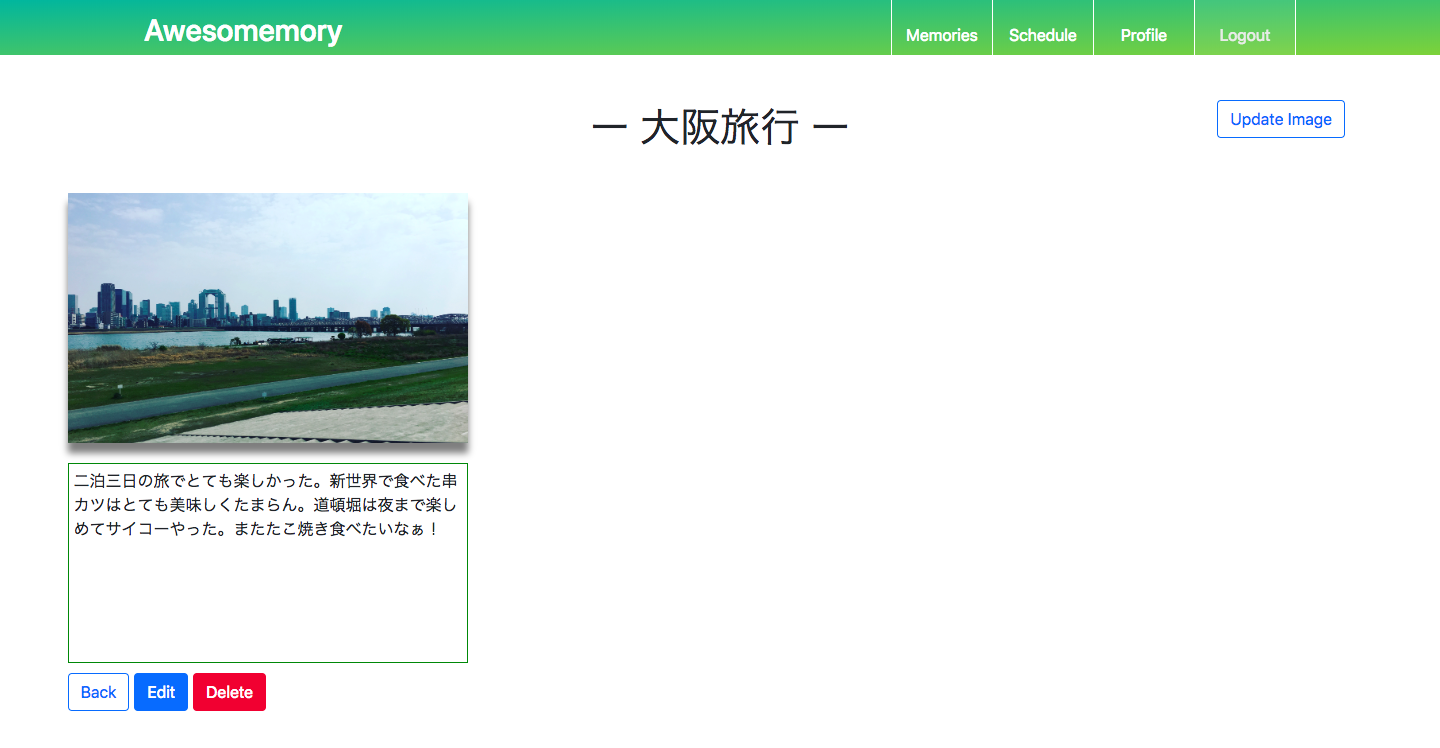 Awesomemory
Memories
Schedule
Profile
Logout
ー 大阪旅行 ー
Update Image
二泊三日の旅でとても楽しかった。新世界で食べた串
カツはとても美味しくたまらん。道頓堀は夜まで楽し
めてサイコーやった。またたこ焼き食べたいなぁ！
Back
Edit
Delete